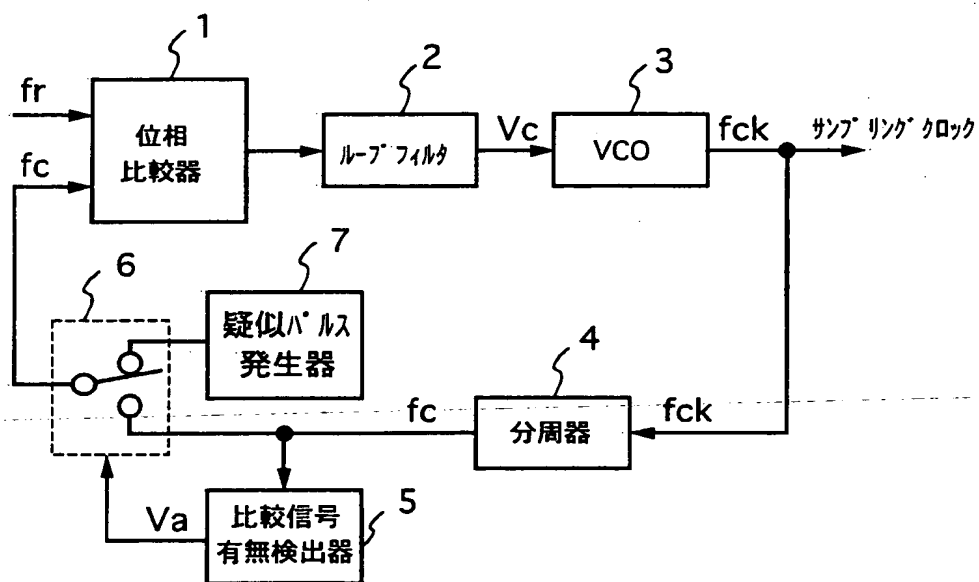 1
fr
fc
位相
比較器
2
ループフィルタ
Vc
3
VCO
fck
サンプリングクロック
6
7
疑似パルス
発生器
4
分周器
fc
fck
Va
比較信号
有無検出器
5